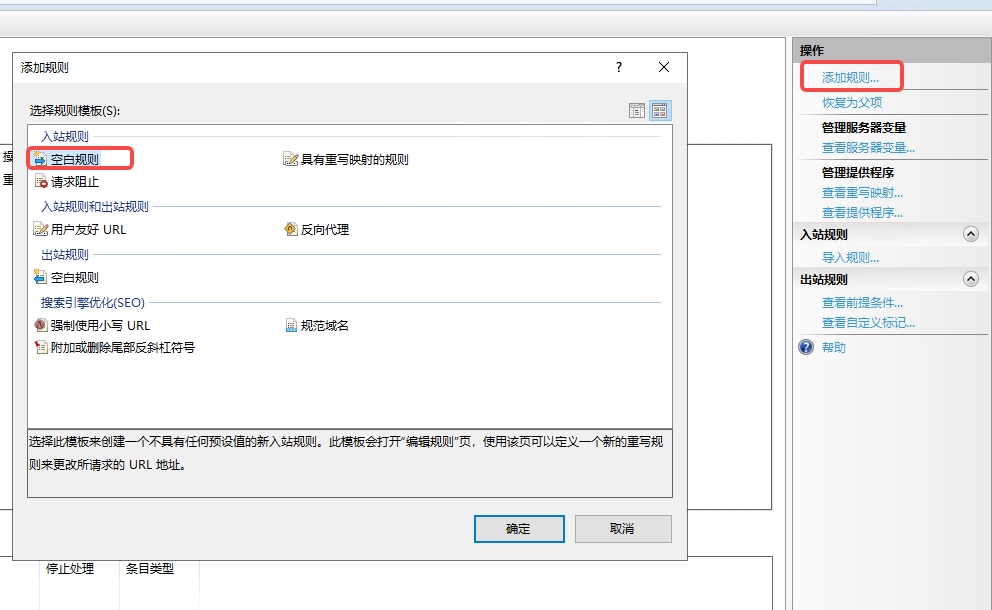 添加规则
?
选择规则模板(S):
入站规则
空白规则
具有重写映射的规则
请求阻止
入站规则和出站规则
用户友好 URL
反向代理
出站规则
空白规则
搜索引擎优化(SEO)
强制使用小写 URL
规范域名
附加或删除尾部反斜杠符号
选择此模板来创建一个不具有任何预设值的新入站规则。此模板会打开“编辑规则”页，使用该页可以定义一个新的重写规
则来更改所请求的 URL 地址。
确定
取消
停止处理
条目类型
操作
添加规则...
恢复为父项
管理服务器变量
查看服务器变量...
管理提供程序
查看重写映射...
查看提供程序...
入站规则
导入规则...
出站规则
查看前提条件...
查看自定义标记...
帮助